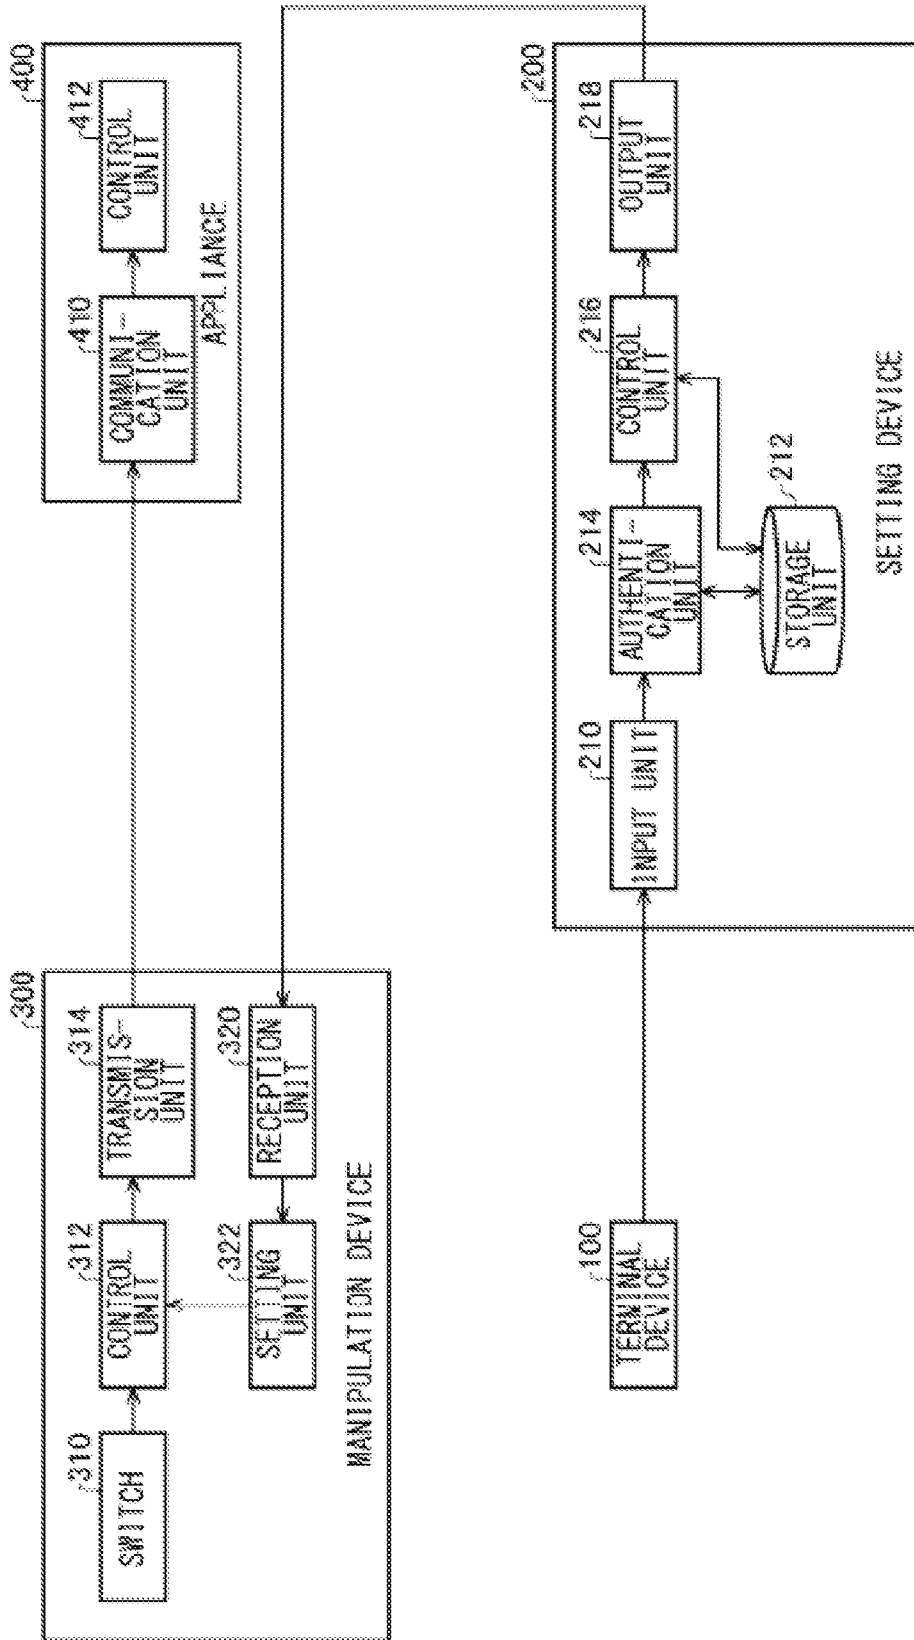 300
310
SWITCH
312
CONTROL
UNIT
314
TRANSMIS-
SION
UNIT
322
SETTING
UNIT
320
RECEPTION
UNIT
MANIPULATION DEVICE
400
410
COMMUNI-
CATION
UNIT
412
CONTROL
UNIT
APPLIANCE
100
TERMINAL
DEVICE
200
210
INPUT UNIT
214
AUTHENTI-
CATION
UNIT
216
CONTROL
UNIT
218
OUTPUT
UNIT
212
STORAGE
UNIT
SETTING DEVICE